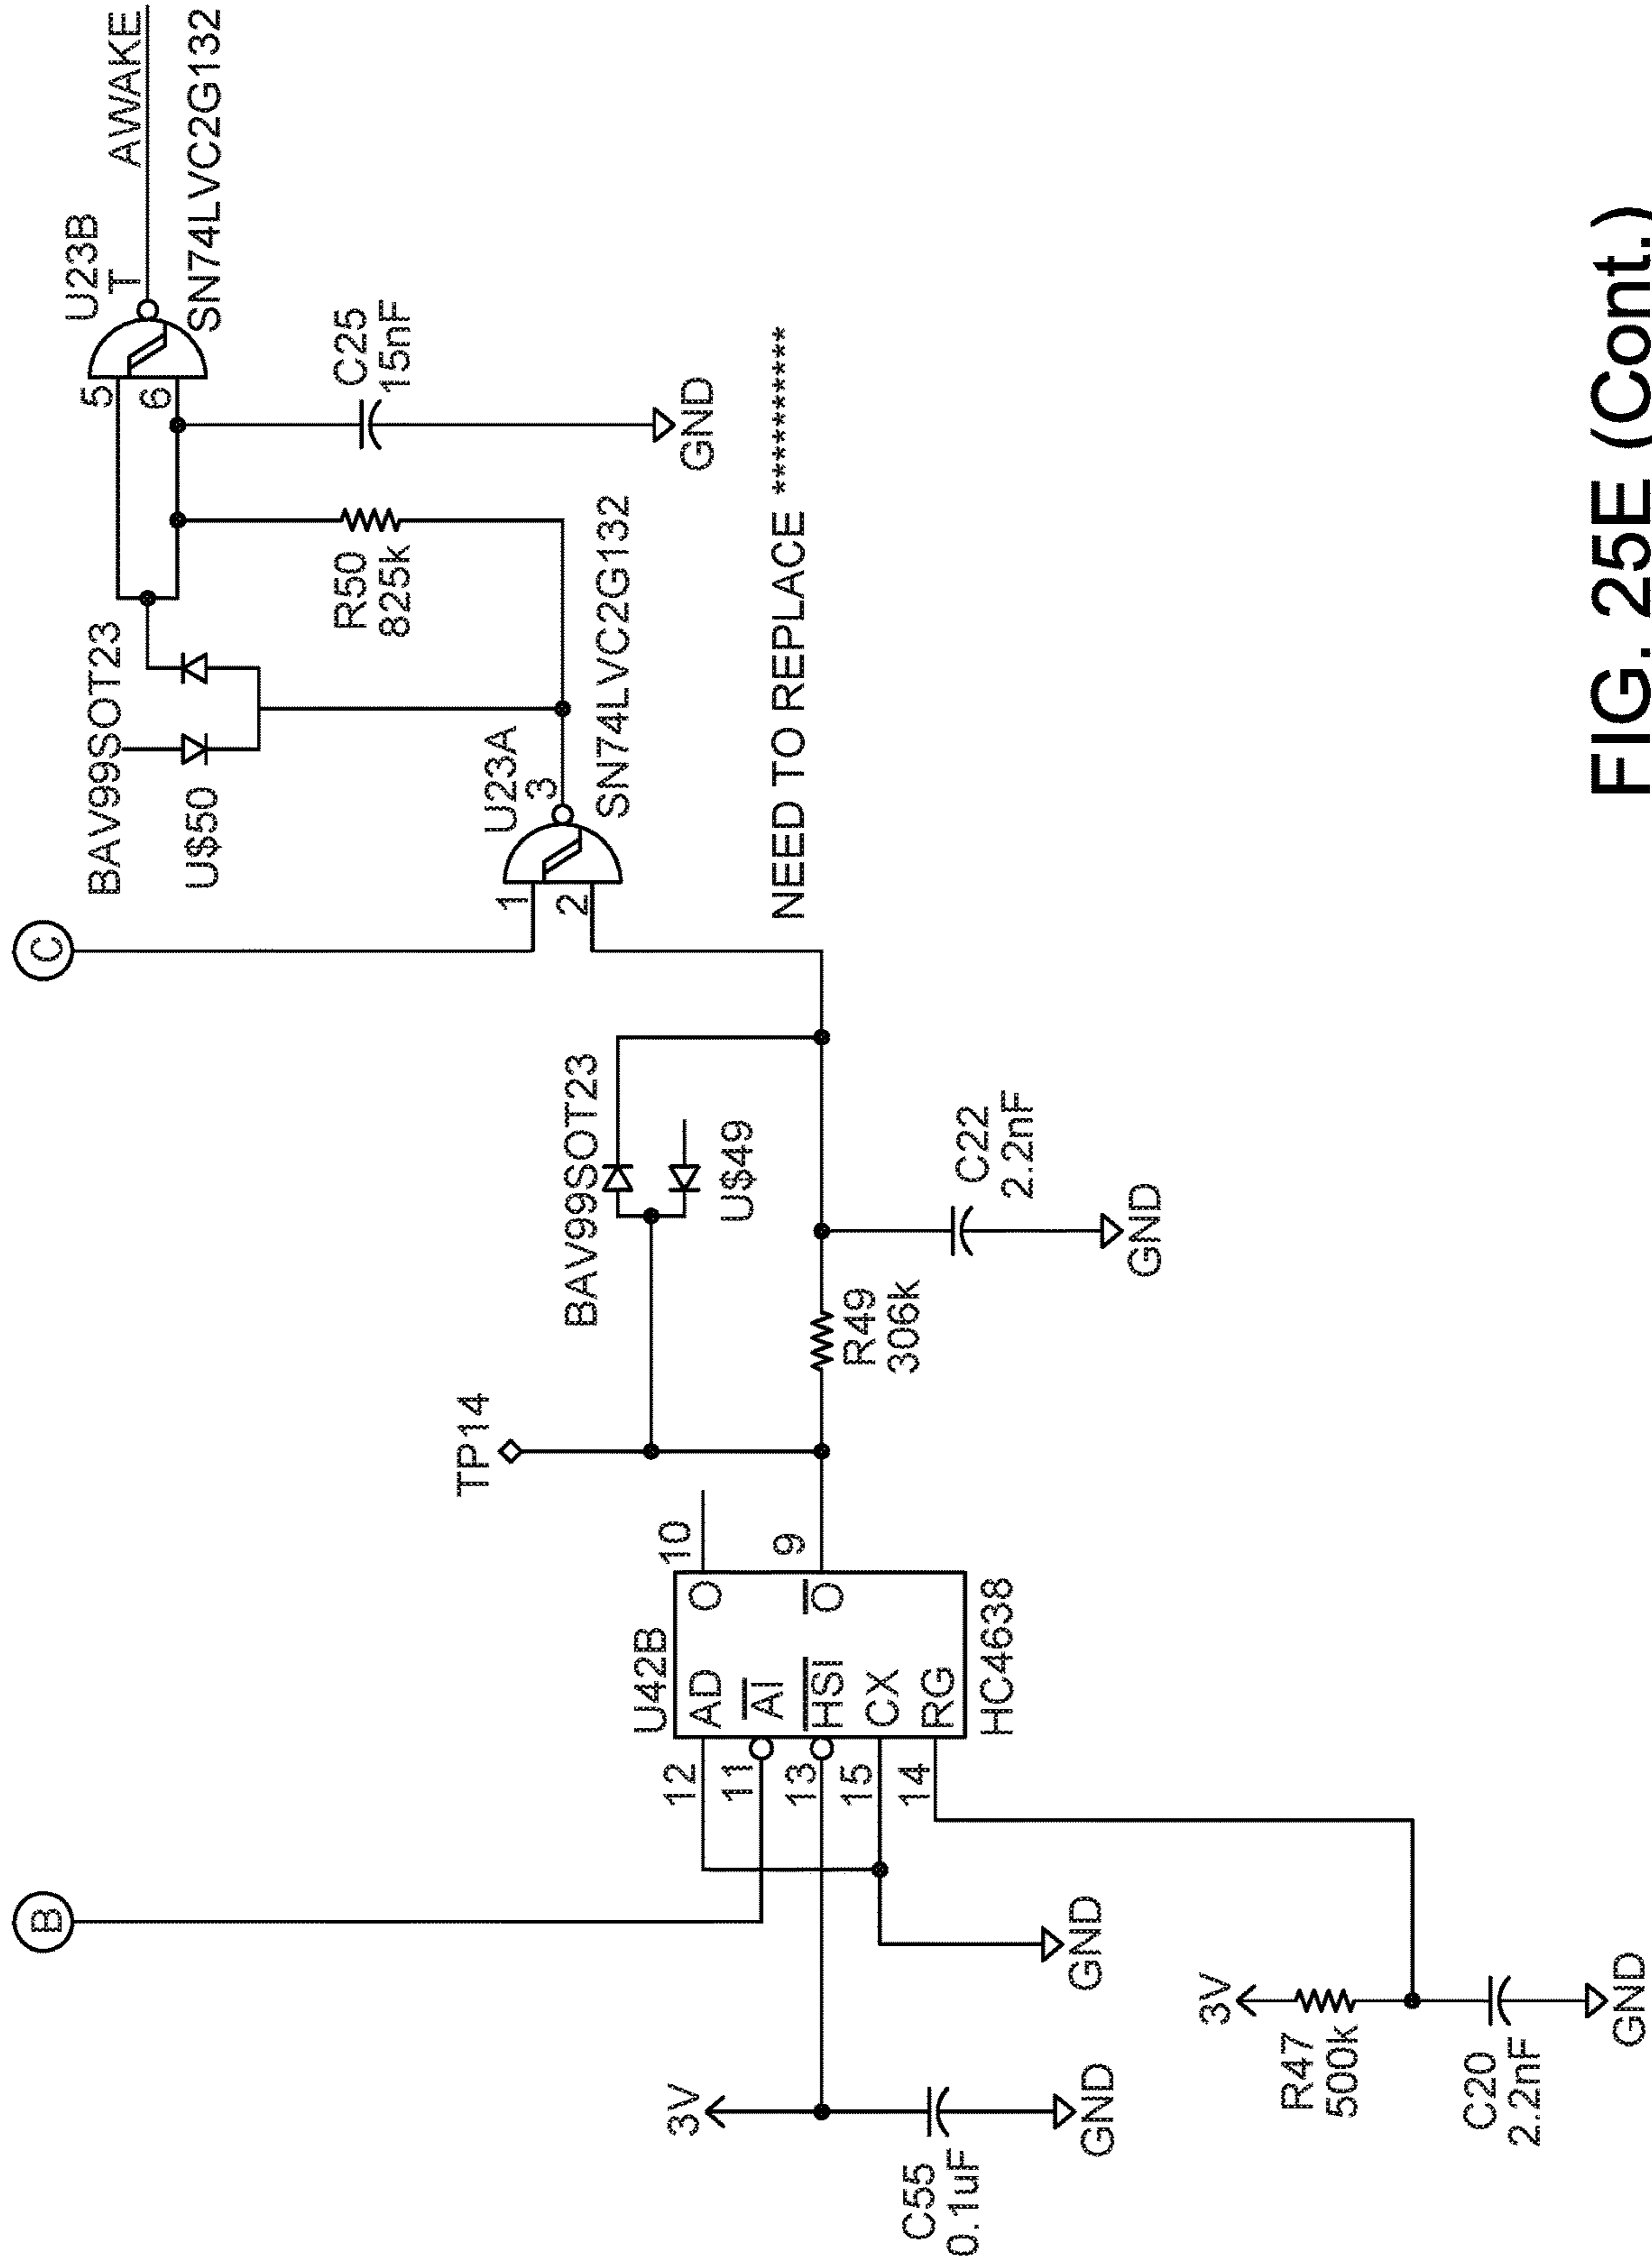 B
C
3V
C55
0.1uF
GND
GND
3V
R47
500k
C20
2.2nF
GND
U42B
12
11
13
15
14
AD
AI
HSI
CX
RG
O
O
10
9
HC4638
TP14
BAV99SOT23
U$49
R49
306k
C22
2.2nF
GND
1
2
U23A
3
SN74LVC2G132
BAV99SOT23
U$50
R50
825k
C25
15nF
GND
5
6
U23B
T
AWAKE
SN74LVC2G132
NEED TO REPLACE **********
FIG. 25E (Cont.)